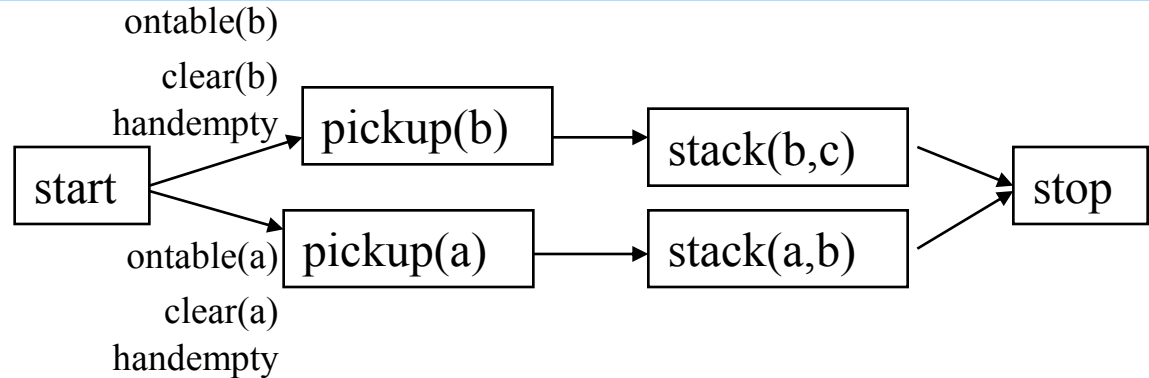 ontable(b)
clear(b)
handempty
pickup(b)
stack(b,c)
start
stop
ontable(a)
pickup(a)
stack(a,b)
clear(a)
handempty